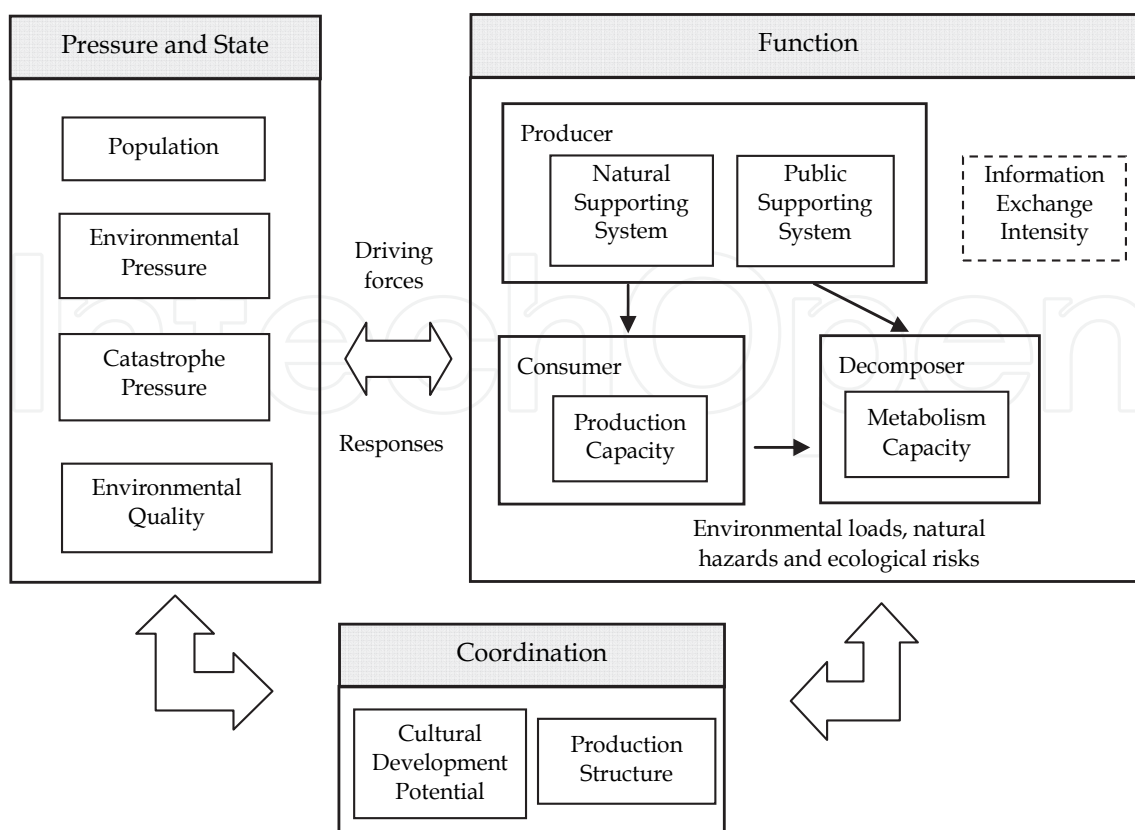 Pressure and State
Population
Environmental
Pressure
Catastrophe
Pressure
Environmental
Quality
Driving
forces
Responses
Function
Producer
Natural
Supporting
System
Public
Supporting
System
Information
Exchange
Intensity
Consumer
Production
Capacity
Decomposer
Metabolism
Capacity
Environmental loads, natural
hazards and ecological risks
Coordination
Cultural
Development
Potential
Production
Structure
IntechOpen